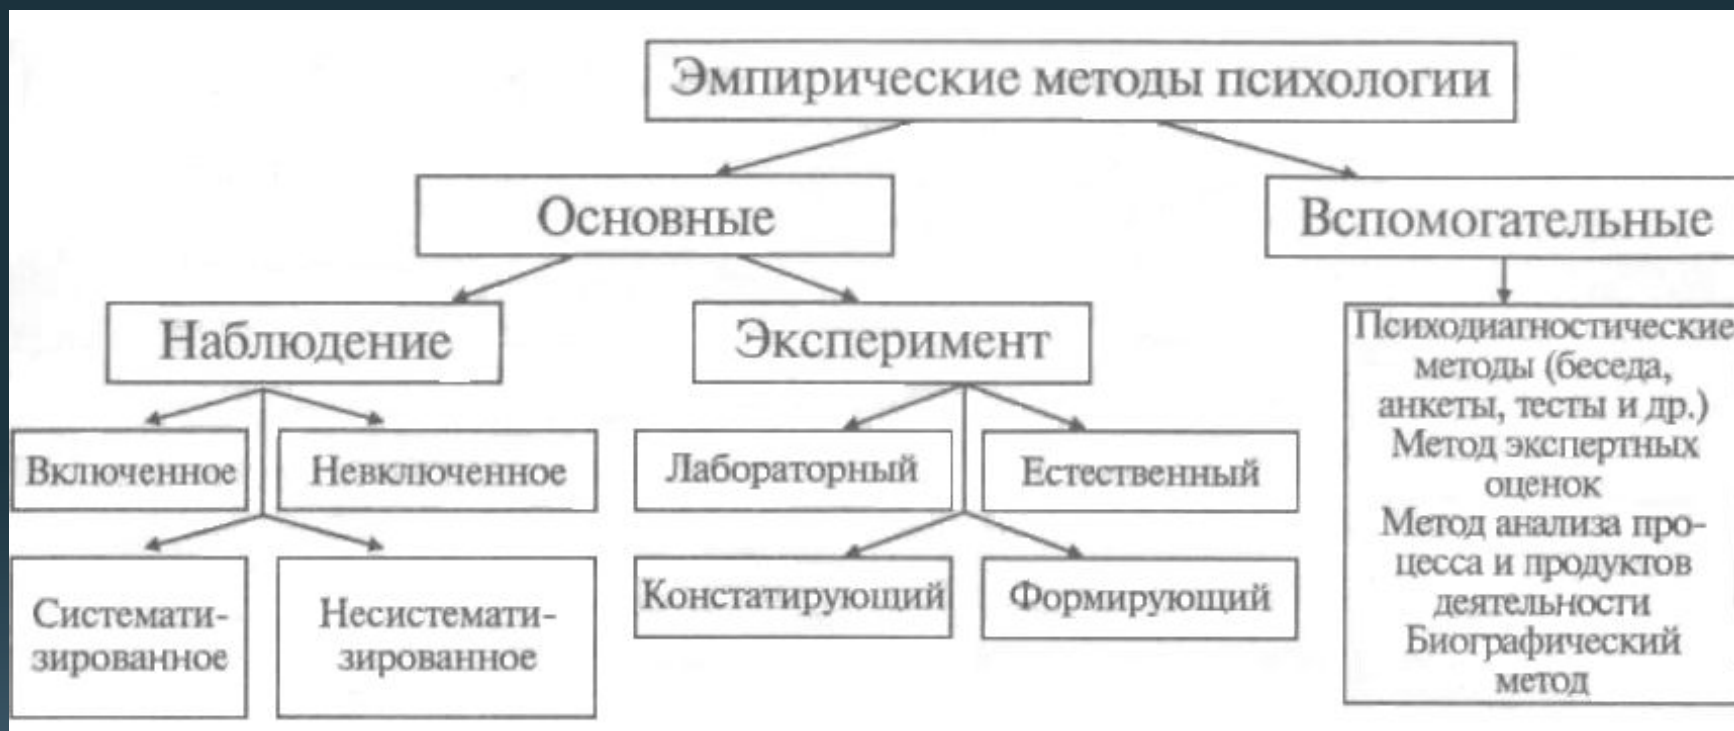 Эмпирические методы психологии
Основные
Вспомогательные
Наблюдение
Эксперимент
Включенное
Невключенное
Лабораторный
Естественный
Системати-
зированное
Несистемати-
зированное
Констатирующий
Формирующий
Психодиагностические
методы (беседа,
анкеты, тесты и др.)
Метод экспертных
оценок
Метод анализа про-
цесса и продуктов
деятельности
Биографический
метод